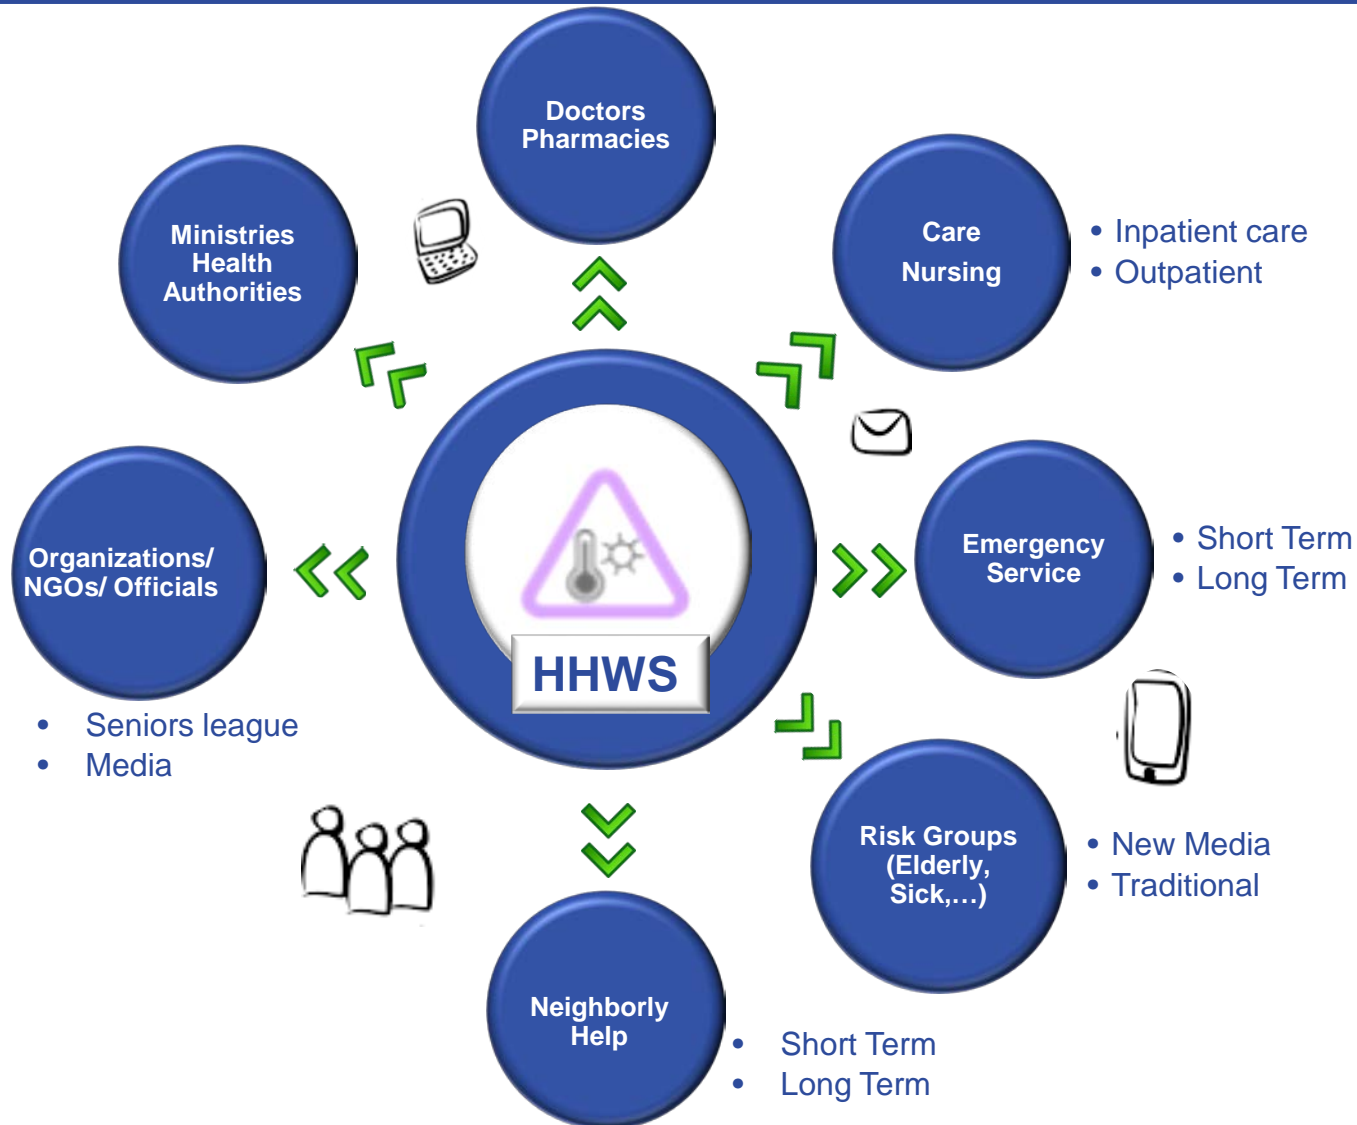 Doctors
Pharmacies
Ministries
Health
Authorities
Care
Nursing
• Inpatient care
• Outpatient
Organizations/
NGOs/ Officials
• Seniors league
• Media
HHWS
Emergency
Service
• Short Term
• Long Term
Risk Groups
(Elderly,
Sick,…)
• New Media
• Traditional
Neighborly
Help
• Short Term
• Long Term